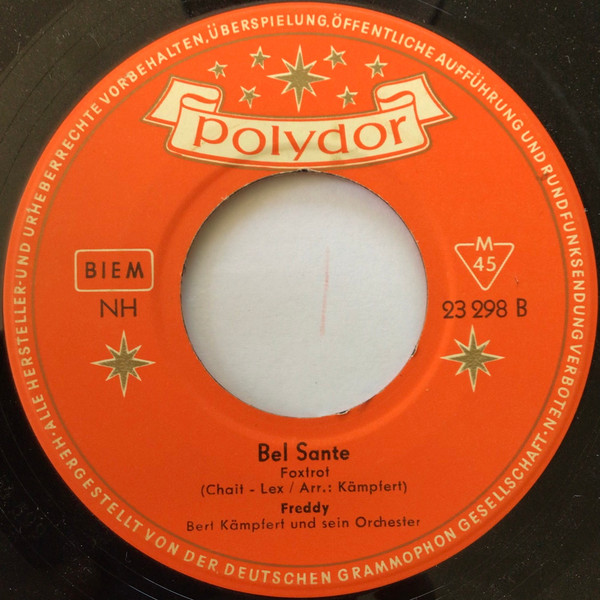 ALLE HERSTELLER-UND URHEBERRECHTE VORBEHALTEN, ÜBERSPIELUNG, ÖFFENTLICHE AUFFÜHRUNG UND RUNDFUNKSENDUNG VERBOTEN·
polydor
BIEM
NH
M
45
23 298 B
Bel Sante
Foxtrot
(Chait - Lex / Arr.: Kämpfert)
Freddy
Bert Kämpfert und sein Orchester
·HERGESTELLT VON DER DEUTSCHEN GRAMMOPHON GESELLSCHAFT·